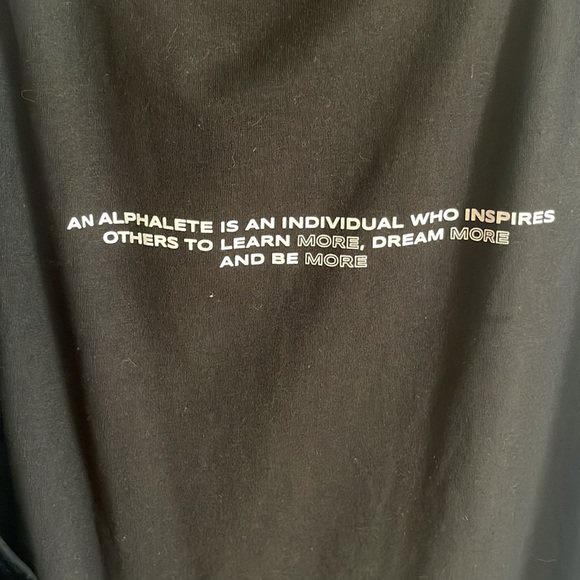 AN ALPHALETE IS AN INDIVIDUAL WHO INSPIRES
OTHERS TO LEARN MORE, DREAM MORE
AND BE MORE